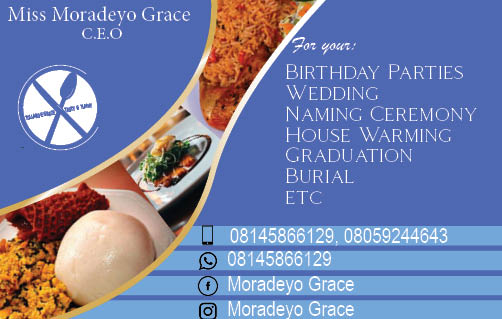 Miss Moradeyo Grace
C.E.O
For your:
BIRTHDAY PARTIES
WEDDING
NAMING CEREMONY
HOUSE WARMING
GRADUATION
BURIAL
ETC
08145866129, 08059244643
08145866129
Moradeyo Grace
Moradeyo Grace